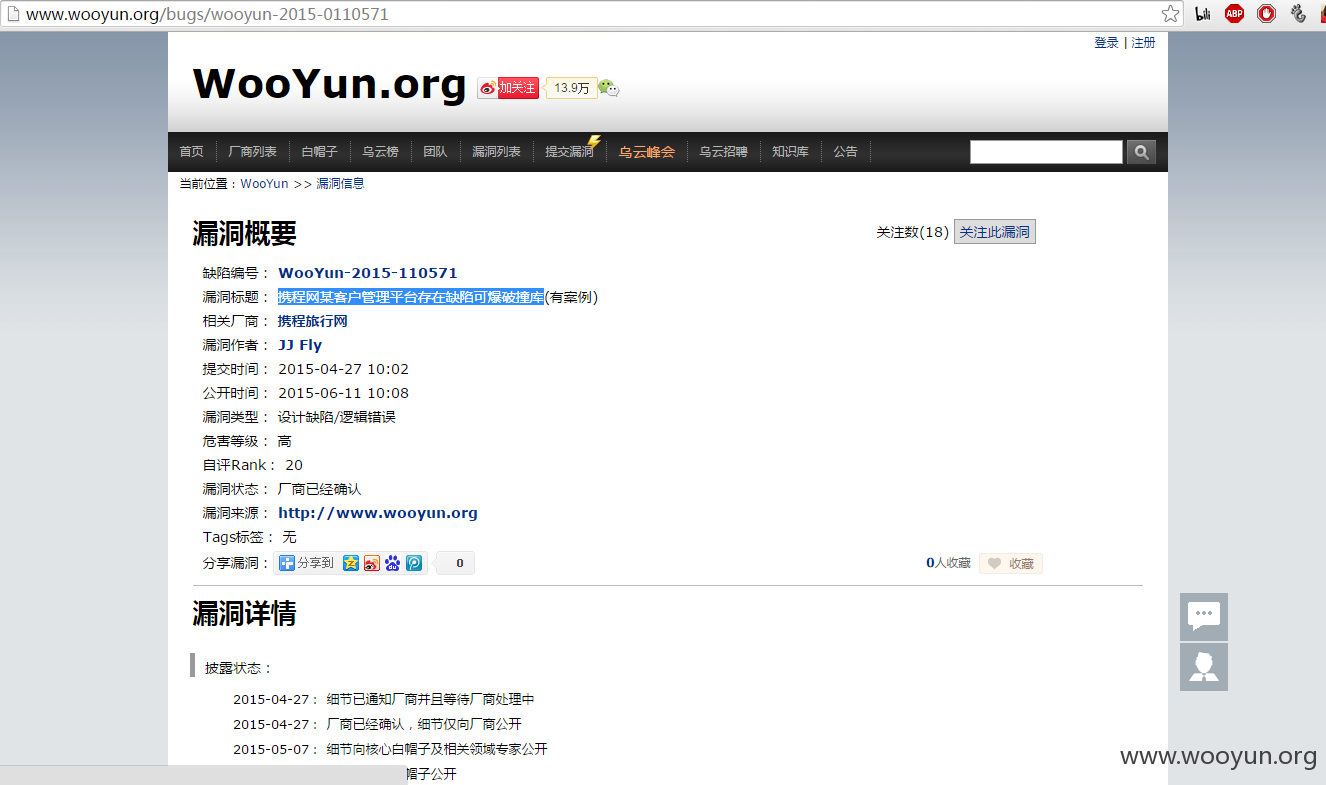 www.wooyun.org/bugs/wooyun-2015-0110571
ABP
登录 | 注册
WooYun.org 加关注 13.9万
首页 厂商列表 白帽子 乌云榜 团队 漏洞列表 提交漏洞 乌云峰会 乌云招聘 知识库 公告
当前位置：WooYun >> 漏洞信息
漏洞概要 关注数(18) 关注此漏洞
缺陷编号： WooYun-2015-110571
漏洞标题： 携程网某客户管理平台存在缺陷可爆破撞库(有案例)
相关厂商： 携程旅行网
漏洞作者： JJ Fly
提交时间： 2015-04-27 10:02
公开时间： 2015-06-11 10:08
漏洞类型： 设计缺陷/逻辑错误
危害等级： 高
自评Rank： 20
漏洞状态： 厂商已经确认
漏洞来源： http://www.wooyun.org
Tags标签： 无
分享漏洞： 分享到 0 0人收藏 收藏
漏洞详情
披露状态：
2015-04-27： 细节已通知厂商并且等待厂商处理中
2015-04-27： 厂商已经确认，细节仅向厂商公开
2015-05-07： 细节向核心白帽子及相关领域专家公开
帽子公开
www.wooyun.org